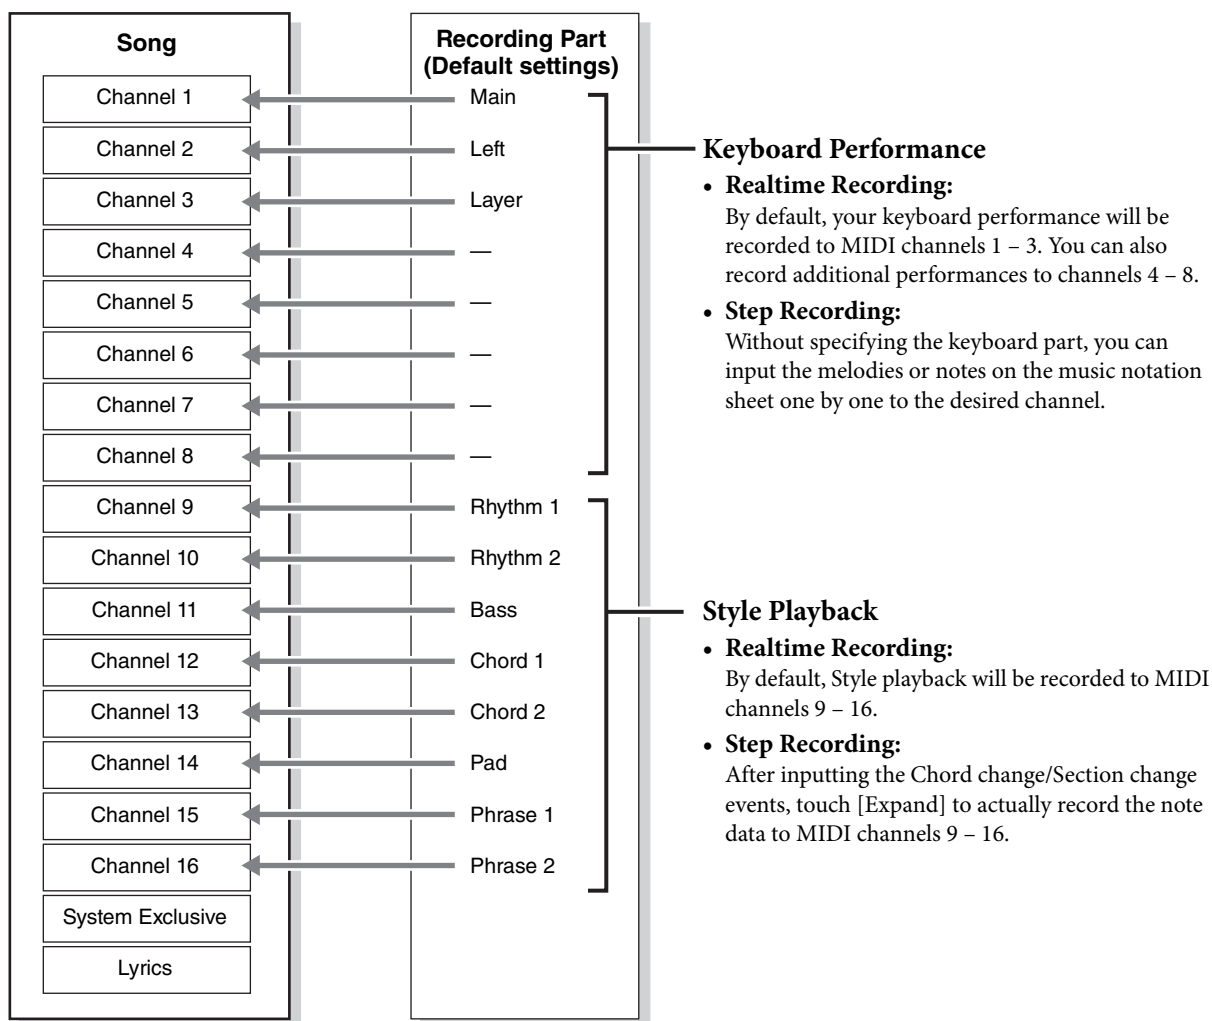 Song
Channel 1
Channel 2
Channel 3
Channel 4
Channel 5
Channel 6
Channel 7
Channel 8
Channel 9
Channel 10
Channel 11
Channel 12
Channel 13
Channel 14
Channel 15
Channel 16
System Exclusive
Lyrics
Recording Part
(Default settings)
Main
Left
Layer
—
—
—
—
—
Rhythm 1
Rhythm 2
Bass
Chord 1
Chord 2
Pad
Phrase 1
Phrase 2
Keyboard Performance
• Realtime Recording:
By default, your keyboard performance will be
recorded to MIDI channels 1 – 3. You can also
record additional performances to channels 4 – 8.
• Step Recording:
Without specifying the keyboard part, you can
input the melodies or notes on the music notation
sheet one by one to the desired channel.
Style Playback
• Realtime Recording:
By default, Style playback will be recorded to MIDI
channels 9 – 16.
• Step Recording:
After inputting the Chord change/Section change
events, touch [Expand] to actually record the note
data to MIDI channels 9 – 16.